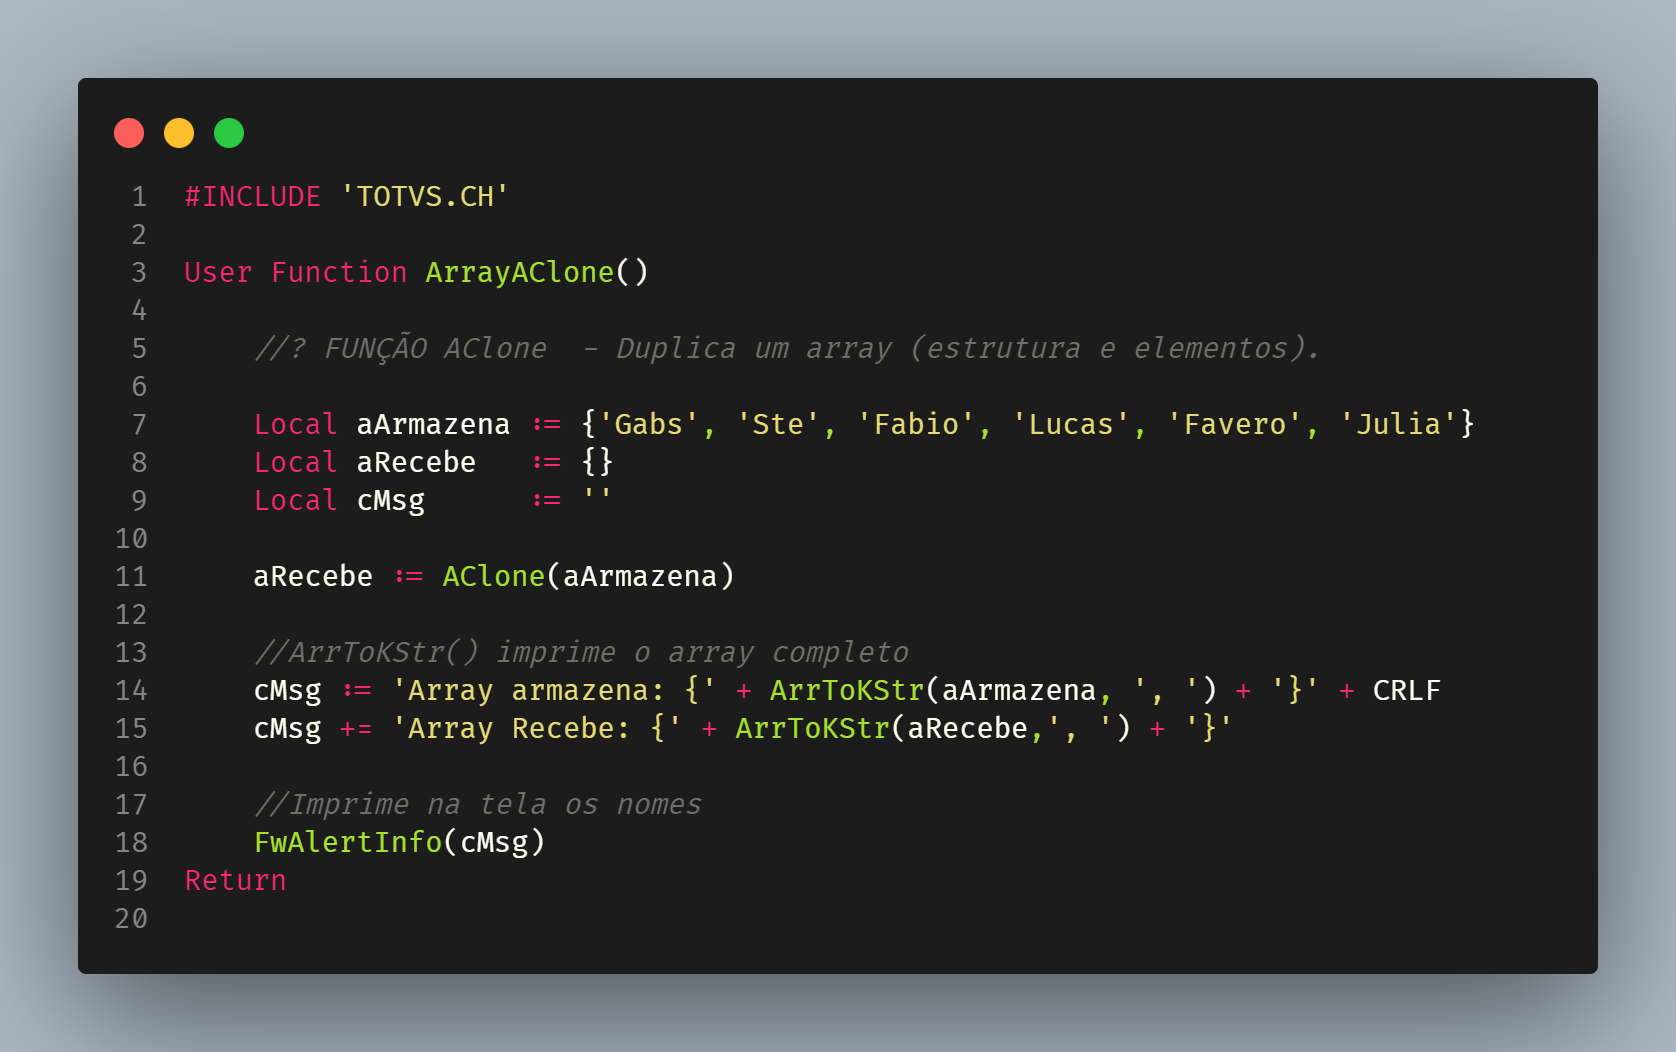 1 #INCLUDE 'TOTVS.CH'
2
3 User Function ArrayAClone()
4
5     //? FUNÇÃO AClone  - Duplica um array (estrutura e elementos).
6
7     Local aArmazena := {'Gabs', 'Ste', 'Fabio', 'Lucas', 'Favero', 'Julia'}
8     Local aRecebe   := {}
9     Local cMsg      := ''
10
11     aRecebe := AClone(aArmazena)
12
13     //ArrToKStr() imprime o array completo
14     cMsg := 'Array armazena: {' + ArrToKStr(aArmazena, ', ') + '}' + CRLF
15     cMsg += 'Array Recebe: {' + ArrToKStr(aRecebe,', ') + '}'
16
17     //Imprime na tela os nomes
18     FwAlertInfo(cMsg)
19 Return
20